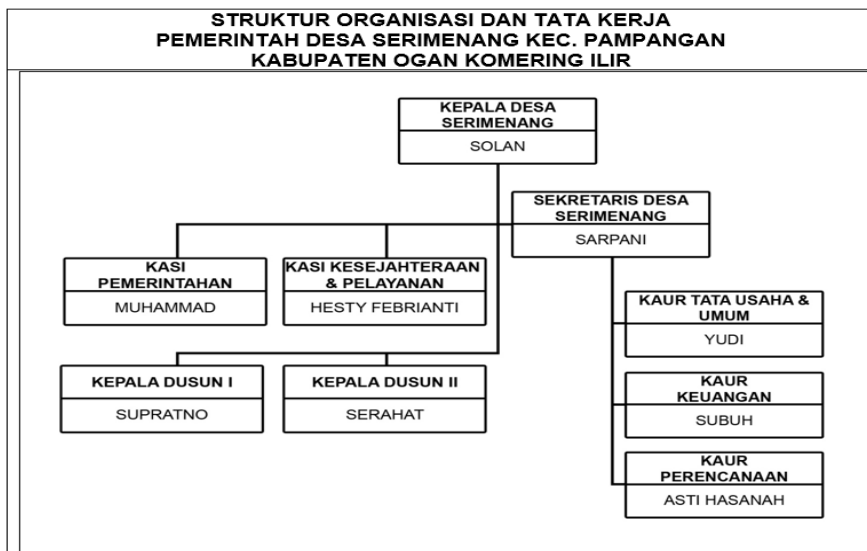 STRUKTUR ORGANISASI DAN TATA KERJA
PEMERINTAH DESA SERIMENANG KEC. PAMPANGAN
KABUPATEN OGAN KOMERING ILIR
KEPALA DESA
SERIMENANG
SOLAN
SEKRETARIS DESA
SERIMENANG
SARPANI
KASI
PEMERINTAHAN
MUHAMMAD
KASI KESEJAHTERAAN
& PELAYANAN
HESTY FEBRIANTI
KAUR TATA USAHA &
UMUM
YUDI
KEPALA DUSUN I
SUPRATNO
KEPALA DUSUN II
SERAHAT
KAUR
KEUANGAN
SUBUH
KAUR
PERENCANAAN
ASTI HASANAH